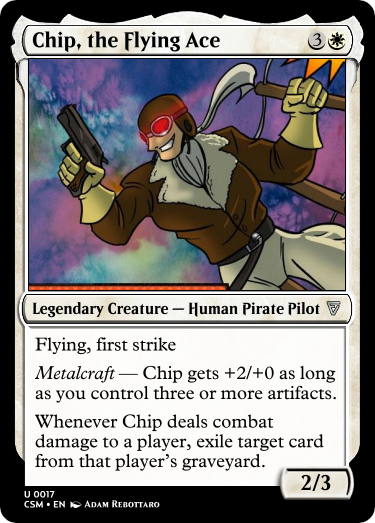 Chip, the Flying Ace 3
Legendary Creature — Human Pirate Pilot
Flying, first strike
Metalcraft — Chip gets +2/+0 as long
as you control three or more artifacts.
Whenever Chip deals combat
damage to a player, exile target card
from that player's graveyard.
2/3
U 0017
CSM • EN Adam Rebottaro